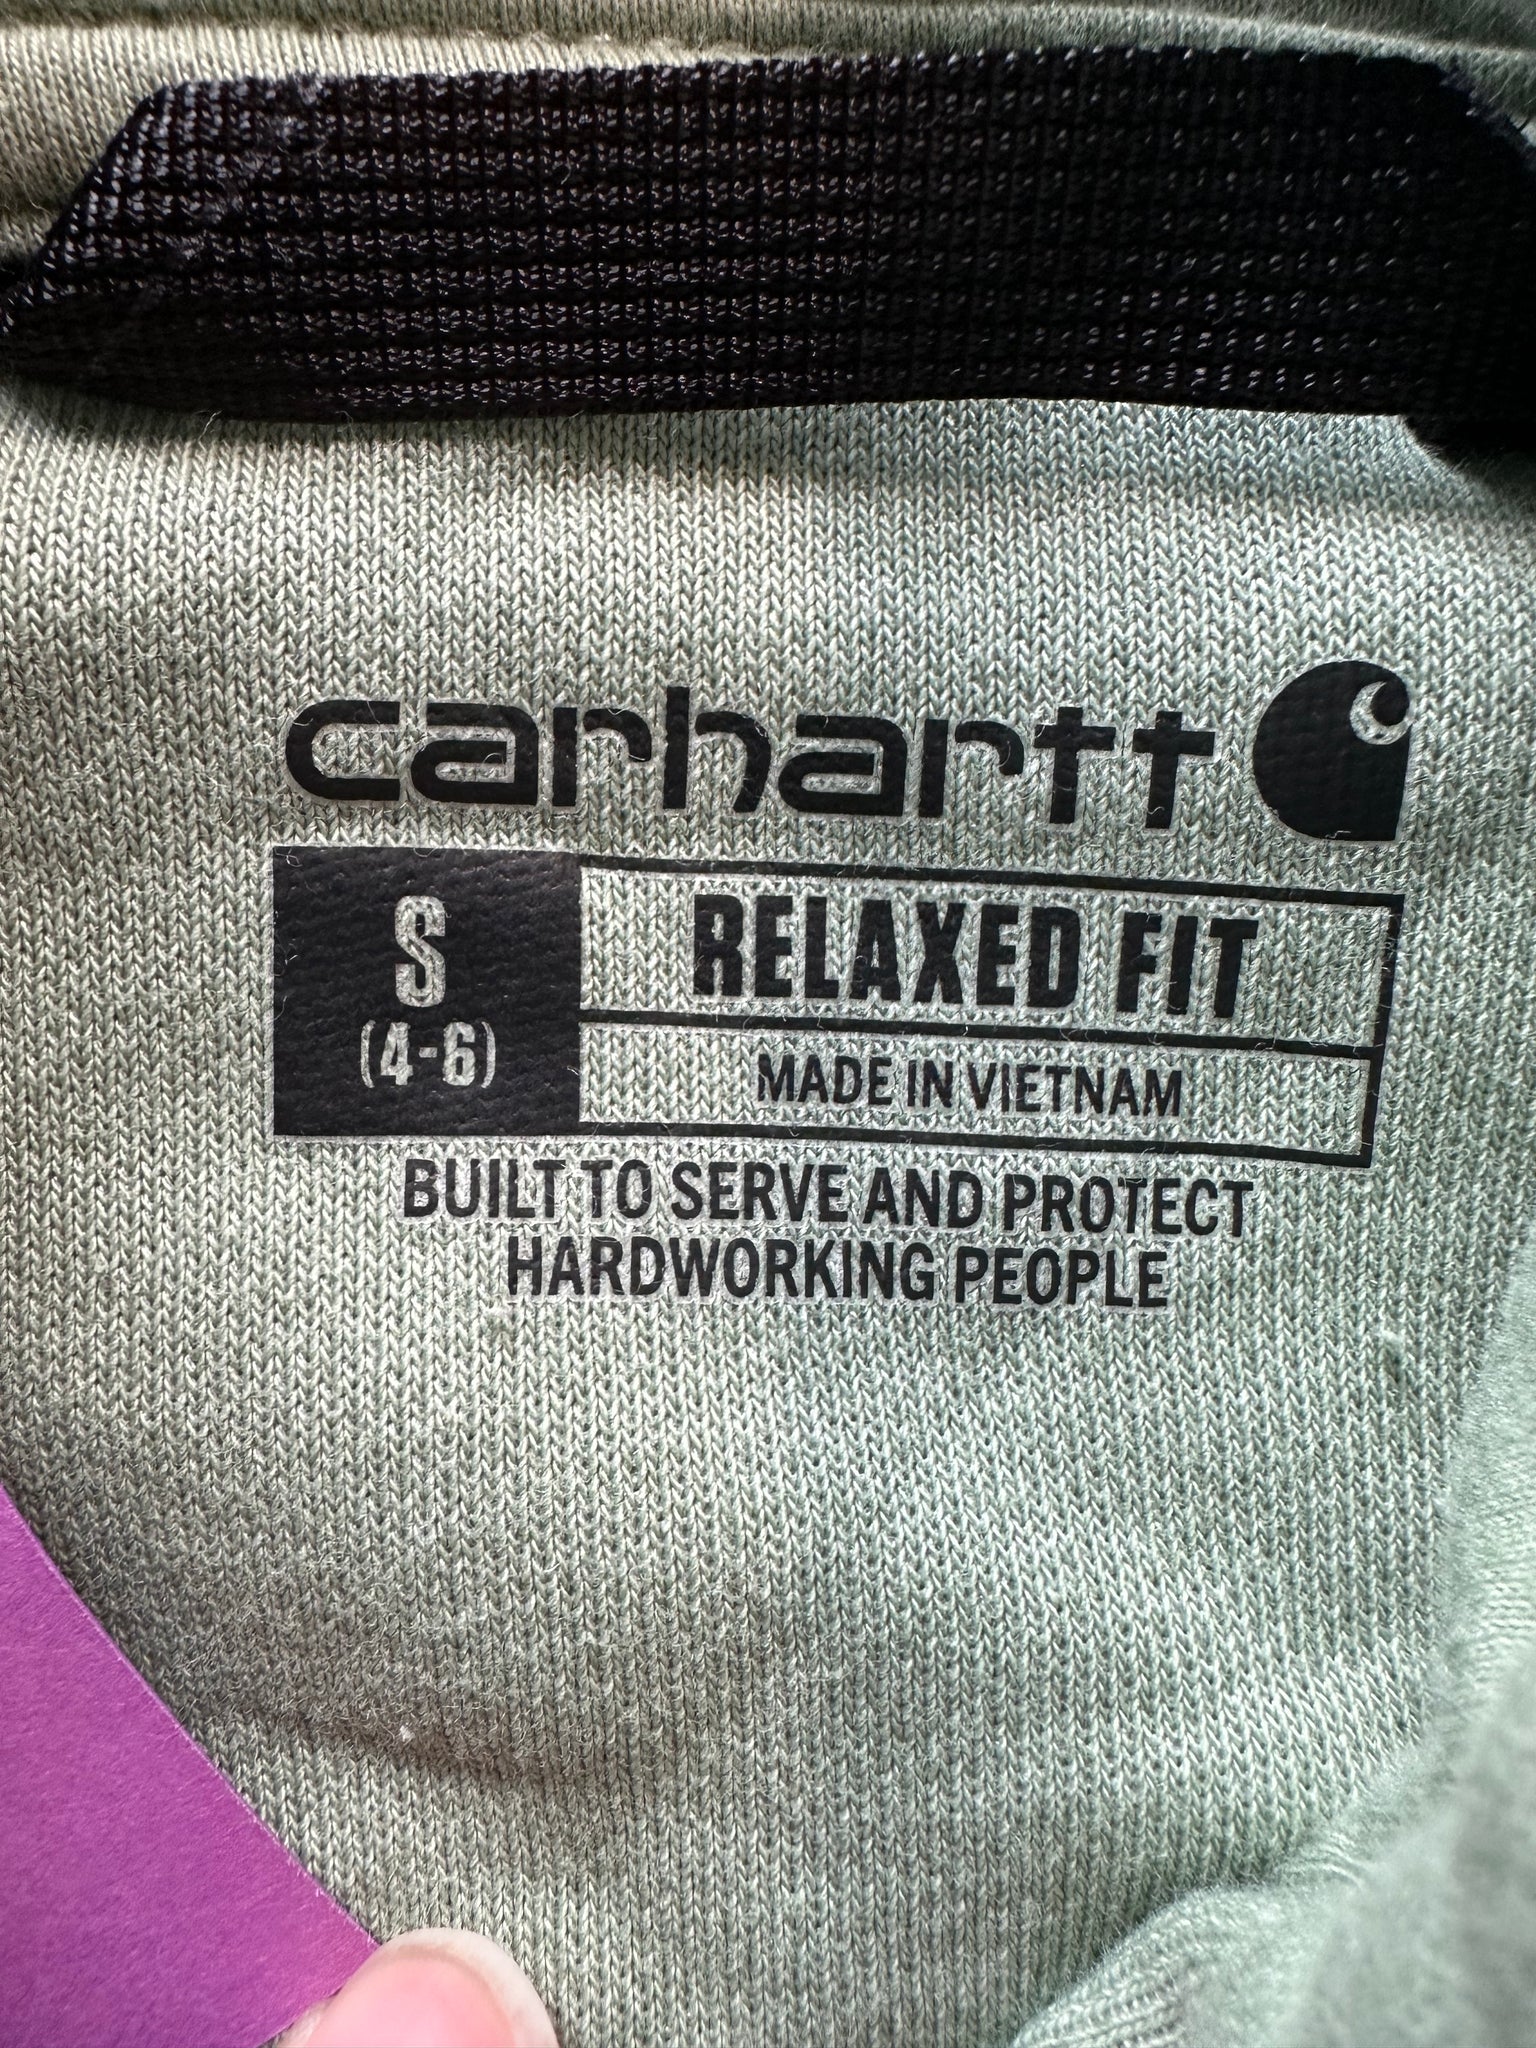 carhartt
S
(4-6)
RELAXED FIT
MADE IN VIETNAM
BUILT TO SERVE AND PROTECT
HARDWORKING PEOPLE